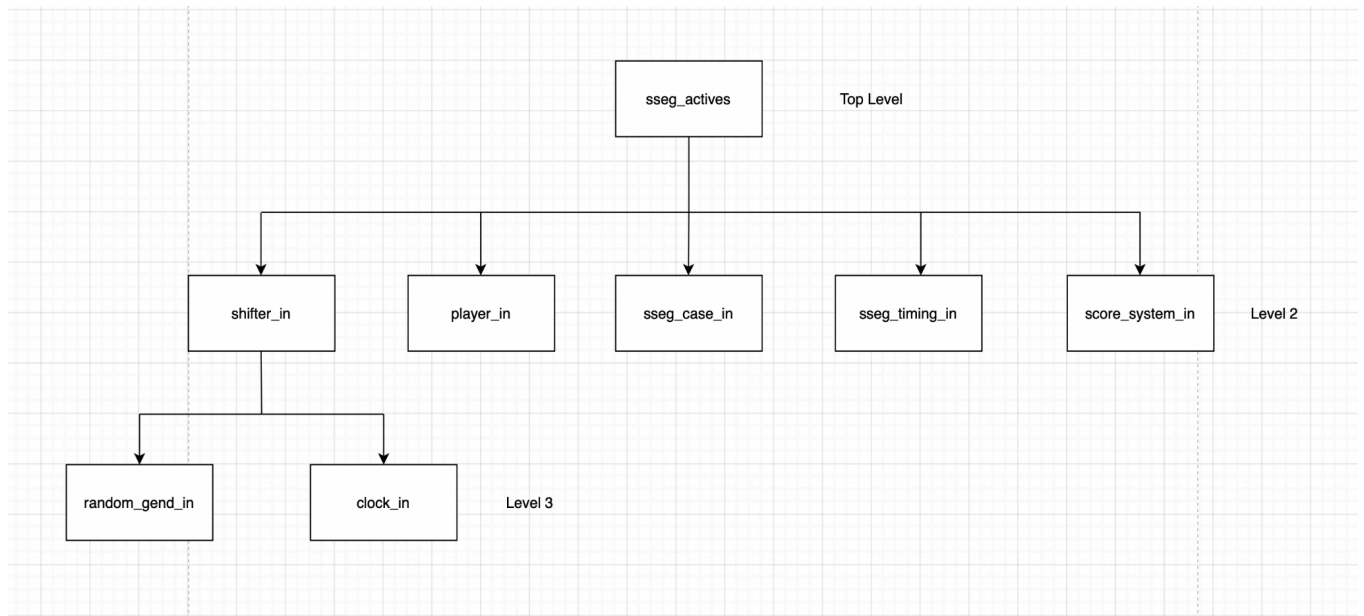 sseg_actives
Top Level
shifter_in
player_in
sseg_case_in
sseg_timing_in
score_system_in
Level 2
random_gend_in
clock_in
Level 3